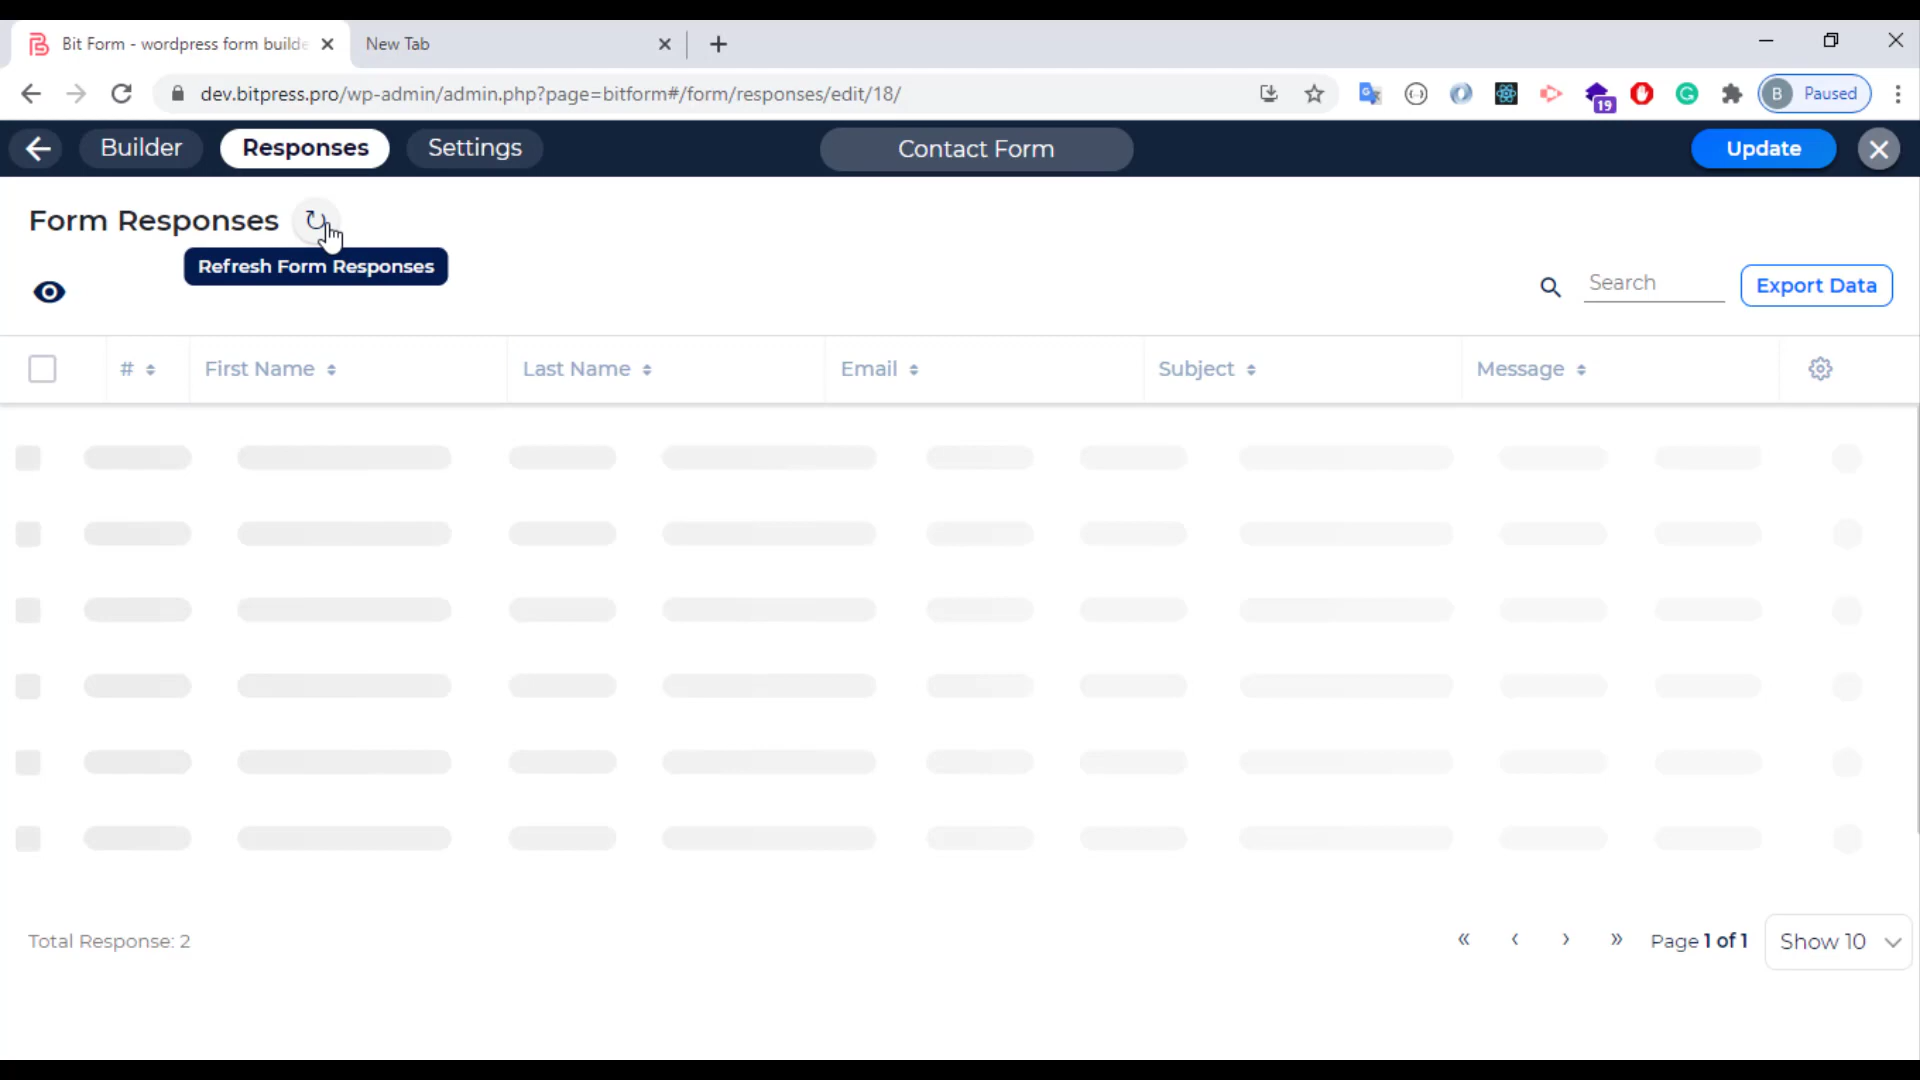 Bit Form - wordpress form builde
New Tab
dev.bitpress.pro/wp-admin/admin.php?page=bitform#/form/responses/edit/18/
19
B Paused
Builder
Responses
Settings
Contact Form
Update
Form Responses
Refresh Form Responses
Search
Export Data
#
First Name
Last Name
Email
Subject
Message
Total Response: 2
« ‹ › »
Page 1 of 1
Show 10